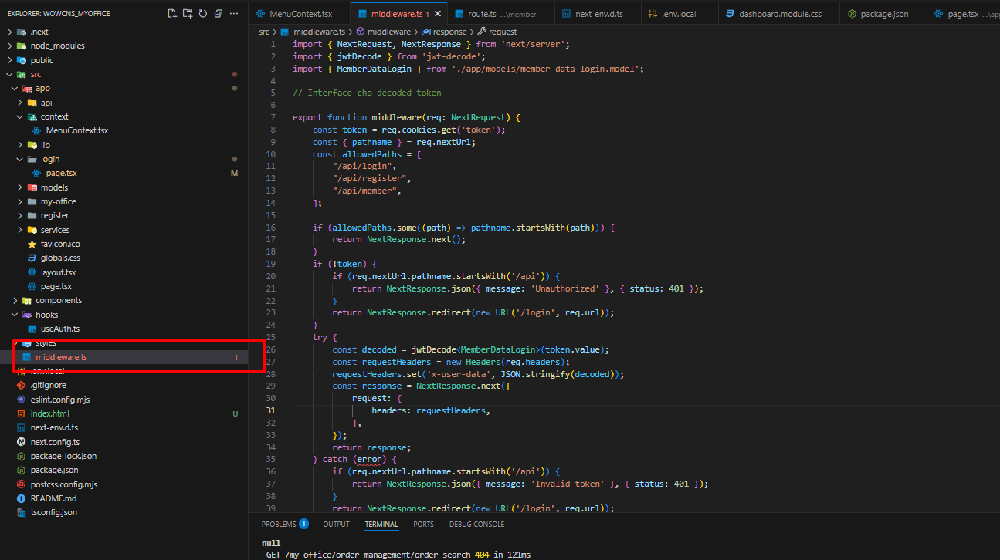 EXPLORER: WOWCNS_MYOFFICE
.next
node_modules
public
src
app
api
context
MenuContext.tsx
lib
login
page.tsx M
models
my-office
register
services
favicon.ico
globals.css
layout.tsx
page.tsx
components
hooks
useAuth.ts
styles
middleware.ts 1
.env.local
.gitignore
eslint.config.mjs
index.html U
next-env.d.ts
next.config.ts
package-lock.json
package.json
postcss.config.mjs
README.md
tsconfig.json
MenuContext.tsx middleware.ts 1 route.ts ...\member next-env.d.ts .env.local dashboard.module.css package.json page.tsx ...\ap
src > middleware.ts > middleware > response > request
1 import { NextRequest, NextResponse } from 'next/server';
2 import { jwtDecode } from 'jwt-decode';
3 import { MemberDataLogin } from './app/models/member-data-login.model';
4
5 // Interface cho decoded token
6
7 export function middleware(req: NextRequest) {
8 const token = req.cookies.get('token');
9 const { pathname } = req.nextUrl;
10 const allowedPaths = [
11 "/api/login",
12 "/api/register",
13 "/api/member",
14 ];
15
16 if (allowedPaths.some((path) => pathname.startsWith(path))) {
17 return NextResponse.next();
18 }
19 if (!token) {
20 if (req.nextUrl.pathname.startsWith('/api')) {
21 return NextResponse.json({ message: 'Unauthorized' }, { status: 401 });
22 }
23 return NextResponse.redirect(new URL('/login', req.url));
24 }
25 try {
26 const decoded = jwtDecode<MemberDataLogin>(token.value);
27 const requestHeaders = new Headers(req.headers);
28 requestHeaders.set('x-user-data', JSON.stringify(decoded));
29 const response = NextResponse.next({
30 request: {
31 headers: requestHeaders,
32 },
33 });
34 return response;
35 } catch (error) {
36 if (req.nextUrl.pathname.startsWith('/api')) {
37 return NextResponse.json({ message: 'Invalid token' }, { status: 401 });
38 }
39 return NextResponse.redirect(new URL('/login', req.url));
PROBLEMS 1 OUTPUT TERMINAL PORTS DEBUG CONSOLE
null
GET /my-office/order-management/order-search 404 in 121ms